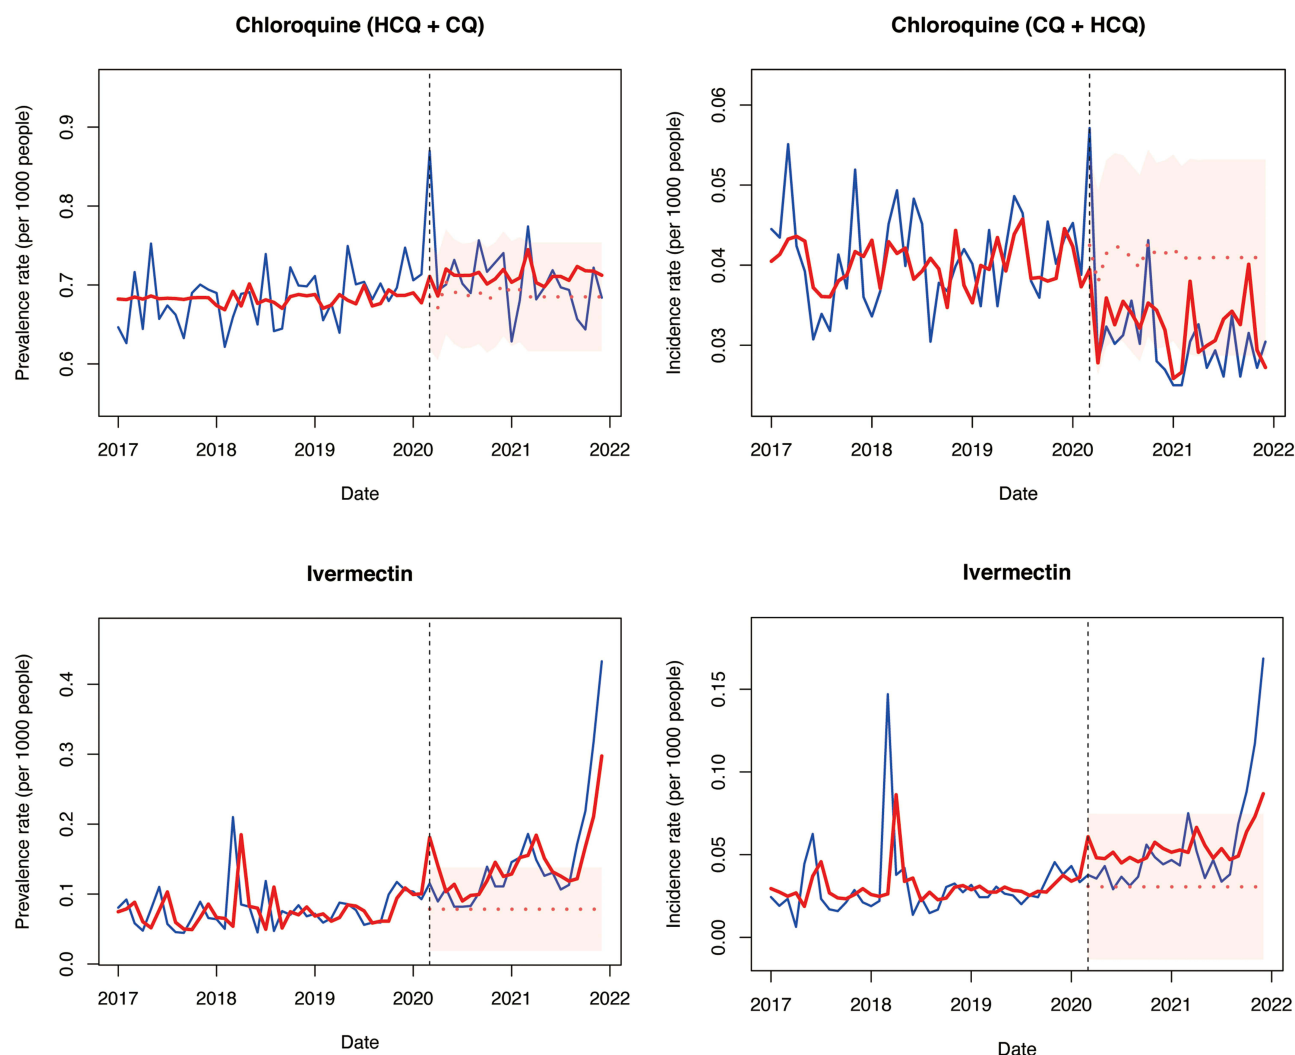 Chloroquine (HCQ + CQ)
Prevalence rate (per 1000 people)
0.9
0.8
0.7
0.6
2017 2018 2019 2020 2021 2022
Date
Chloroquine (CQ + HCQ)
Incidence rate (per 1000 people)
0.06
0.05
0.04
0.03
2017 2018 2019 2020 2021 2022
Date
Ivermectin
Prevalence rate (per 1000 people)
0.4
0.3
0.2
0.1
0.0
2017 2018 2019 2020 2021 2022
Date
Ivermectin
Incidence rate (per 1000 people)
0.15
0.10
0.05
0.00
2017 2018 2019 2020 2021 2022
Date